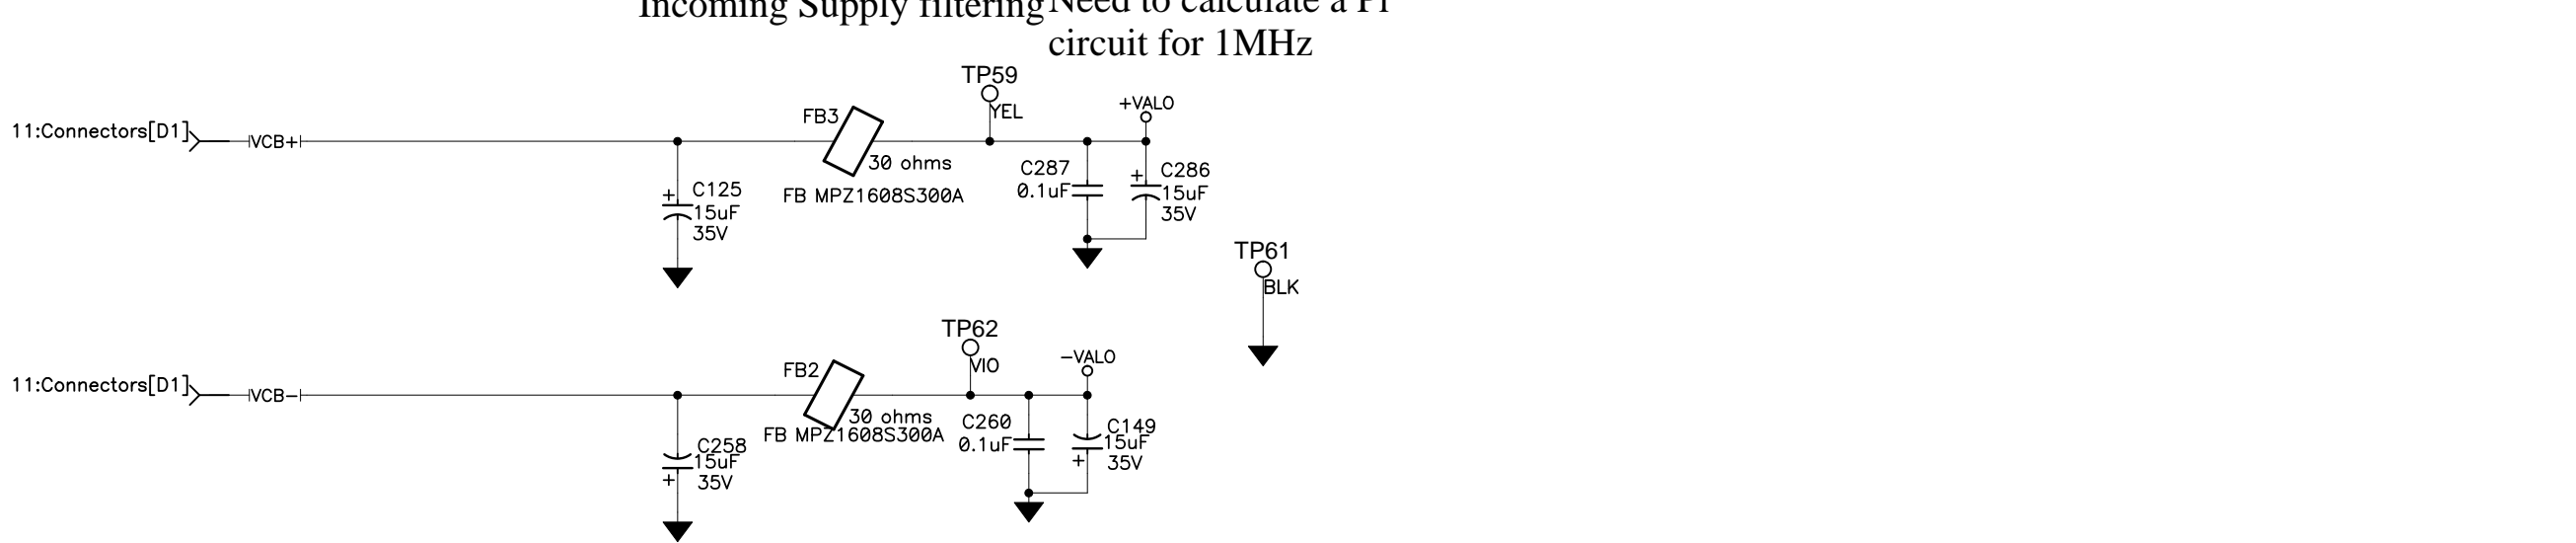 Incoming Supply filtering
Need to calculate a Pi
circuit for 1MHz
TP59
YEL
+VALO
11:Connectors[D1]
VCB+
FB3
30 ohms
FB MPZ1608S300A
C125
15uF
35V
C287
0.1uF
C286
15uF
35V
TP61
BLK
TP62
VIO
-VALO
11:Connectors[D1]
VCB-
FB2
30 ohms
FB MPZ1608S300A
C258
15uF
35V
C260
0.1uF
C149
15uF
35V